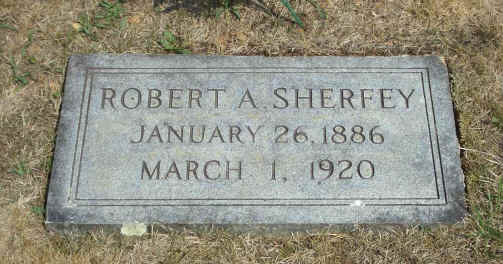 ROBERT A. SHERFEY
JANUARY 26, 1886
MARCH 1, 1920